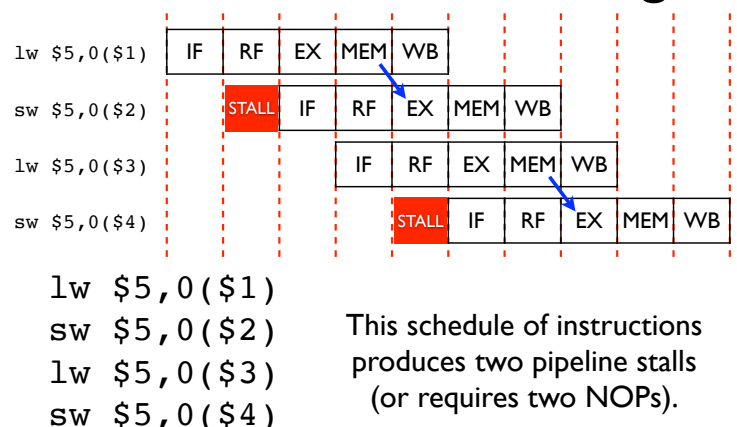 lw $5,0($1) IF RF EX MEM WB
sw $5,0($2) STALL IF RF EX MEM WB
lw $5,0($3) IF RF EX MEM WB
sw $5,0($4) STALL IF RF EX MEM WB
lw $5,0($1)
sw $5,0($2)
lw $5,0($3)
sw $5,0($4)
This schedule of instructions
produces two pipeline stalls
(or requires two NOPs).